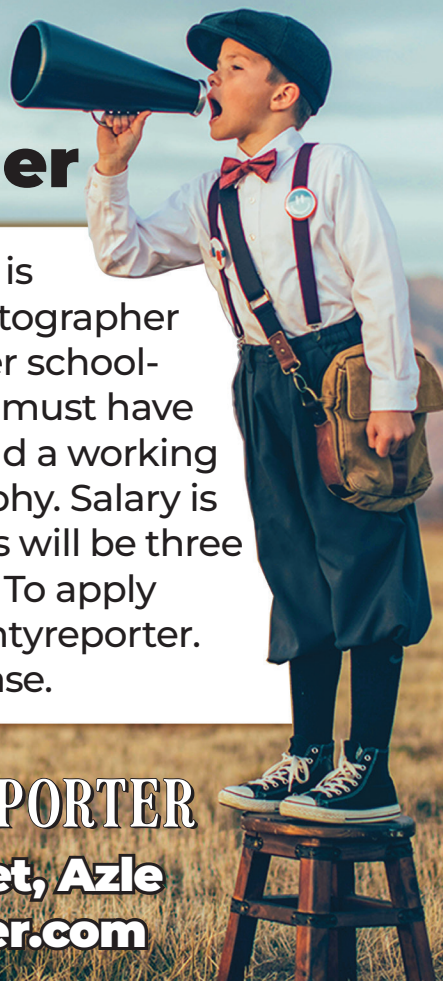 er
is
tographer
er school-
must have
d a working
phy. Salary is
s will be three
To apply
ntyreporter.
nse.
PORTER
et, Azle
er.com